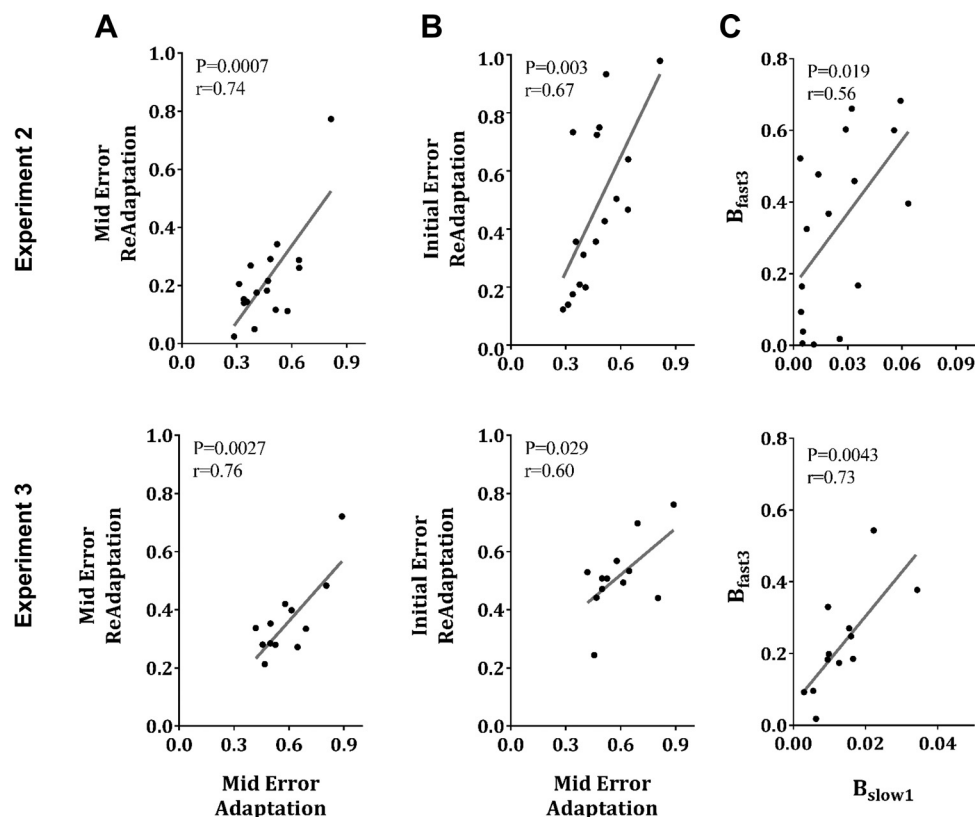 A
B
C
Experiment 2
Mid Error
ReAdaptation
1.0
0.8
0.6
0.4
0.2
0.0
P=0.0007
r=0.74
0.0 0.3 0.6 0.9
Initial Error
ReAdaptation
1.0
0.8
0.6
0.4
0.2
0.0
P=0.003
r=0.67
0.0 0.3 0.6 0.9
Bfast3
0.8
0.6
0.4
0.2
0.0
P=0.019
r=0.56
0.00 0.03 0.06 0.09
Experiment 3
Mid Error
ReAdaptation
1.0
0.8
0.6
0.4
0.2
0.0
P=0.0027
r=0.76
0.0 0.3 0.6 0.9
Mid Error
Adaptation
Initial Error
ReAdaptation
1.0
0.8
0.6
0.4
0.2
0.0
P=0.029
r=0.60
0.0 0.3 0.6 0.9
Mid Error
Adaptation
Bfast3
0.8
0.6
0.4
0.2
0.0
P=0.0043
r=0.73
0.00 0.02 0.04
Bslow1